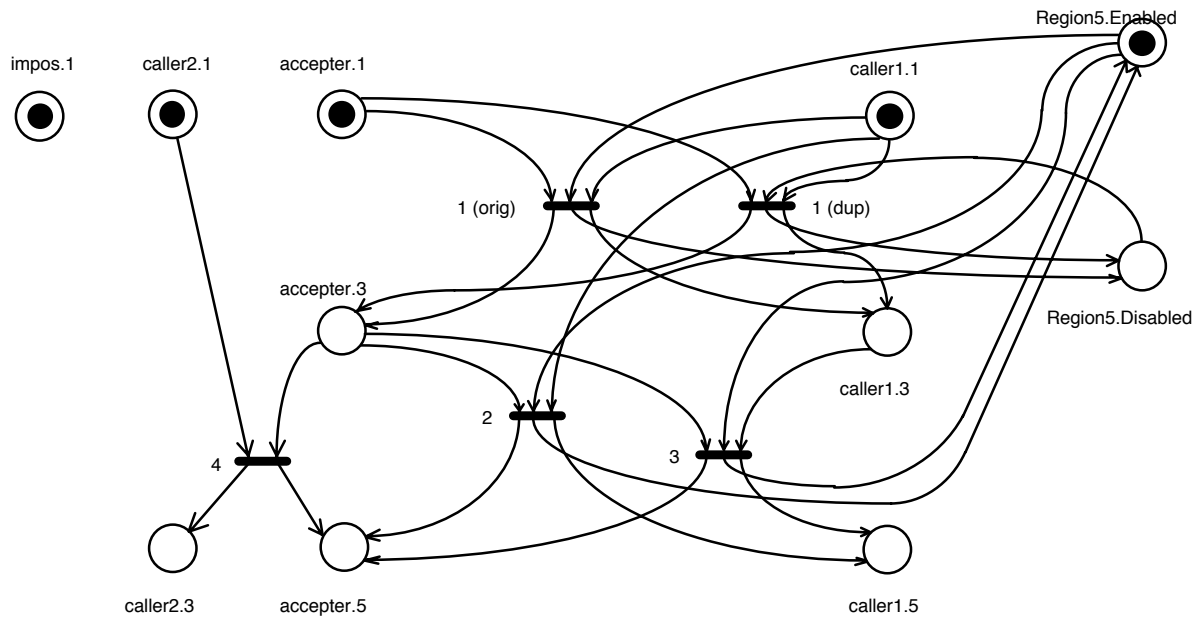 Region5.Enabled
impos.1
caller2.1
accepter.1
caller1.1
1 (orig)
1 (dup)
accepter.3
Region5.Disabled
caller1.3
2
3
4
caller2.3
accepter.5
caller1.5